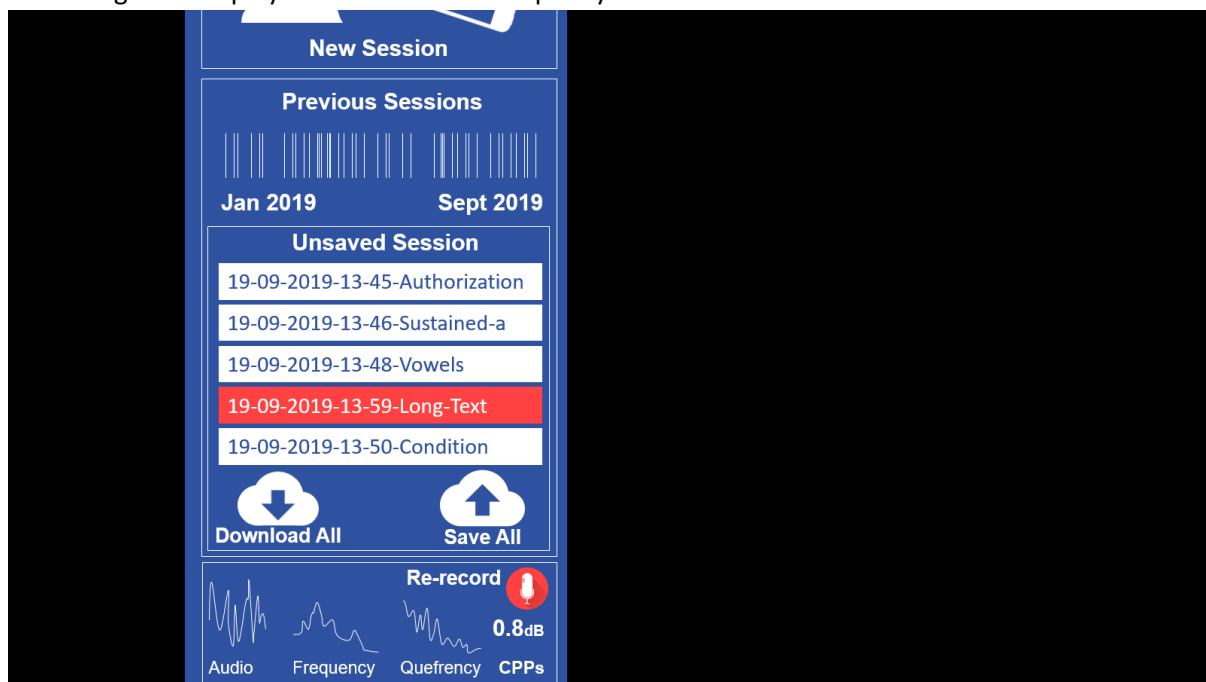 New Session
Previous Sessions
Jan 2019 Sept 2019
Unsaved Session
19-09-2019-13-45-Authorization
19-09-2019-13-46-Sustained-a
19-09-2019-13-48-Vowels
19-09-2019-13-59-Long-Text
19-09-2019-13-50-Condition
Download All Save All
Re-record
0.8dB
Audio Frequency Quefrency CPPs